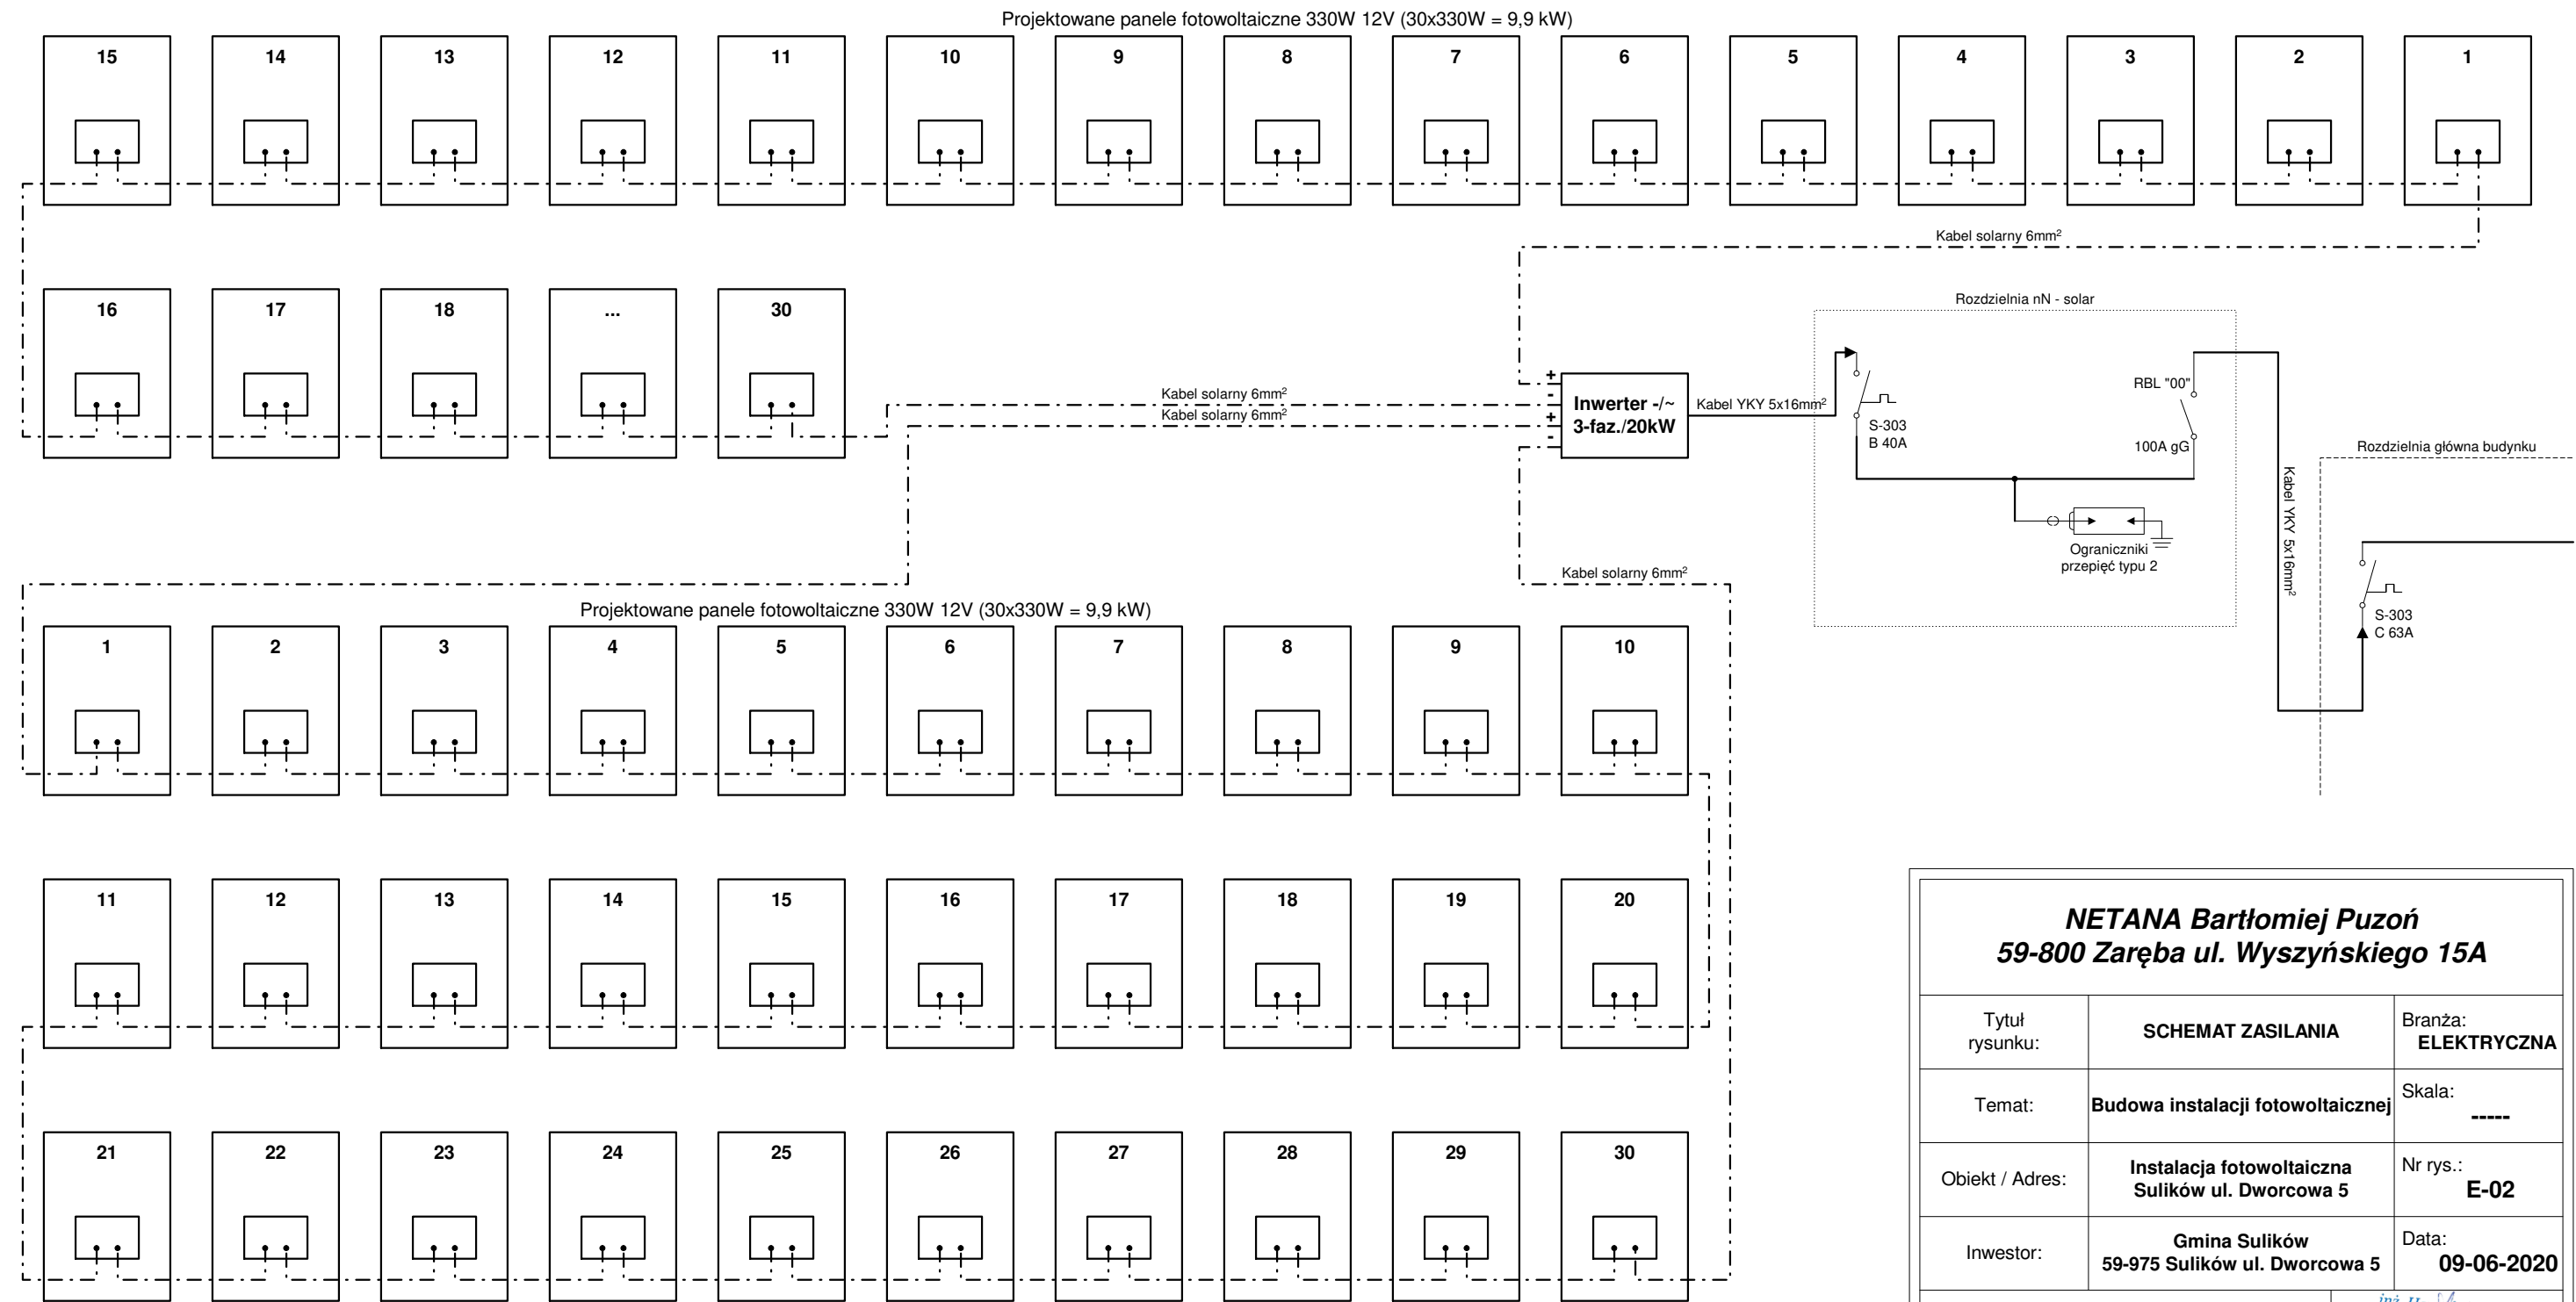 Projektowane panele fotowoltaiczne 330W 12V (30x330W = 9,9 kW)
15 14 13 12 11 10 9 8 7 6 5 4 3 2 1
Kabel solarny 6mm²
16 17 18 ... 30
Kabel solarny 6mm²
Kabel solarny 6mm²
+
-
+
-
Inwerter -/~
3-faz./20kW
Kabel YKY 5x16mm²
Rozdzielnia nN - solar
S-303
B 40A
RBL "00"
100A gG
Ograniczniki
przepięć typu 2
Kabel YKY 5x16mm²
Rozdzielnia główna budynku
S-303
C 63A
Kabel solarny 6mm²
Projektowane panele fotowoltaiczne 330W 12V (30x330W = 9,9 kW)
1 2 3 4 5 6 7 8 9 10
11 12 13 14 15 16 17 18 19 20
21 22 23 24 25 26 27 28 29 30
NETANA Bartłomiej Puzoń
59-800 Zaręba ul. Wyszyńskiego 15A
Tytuł
rysunku:
SCHEMAT ZASILANIA
Branża:
ELEKTRYCZNA
Temat:
Budowa instalacji fotowoltaicznej
Skala:
-----
Obiekt / Adres:
Instalacja fotowoltaiczna
Sulików ul. Dworcowa 5
Nr rys.:
E-02
Inwestor:
Gmina Sulików
59-975 Sulików ul. Dworcowa 5
Data:
09-06-2020
inż.